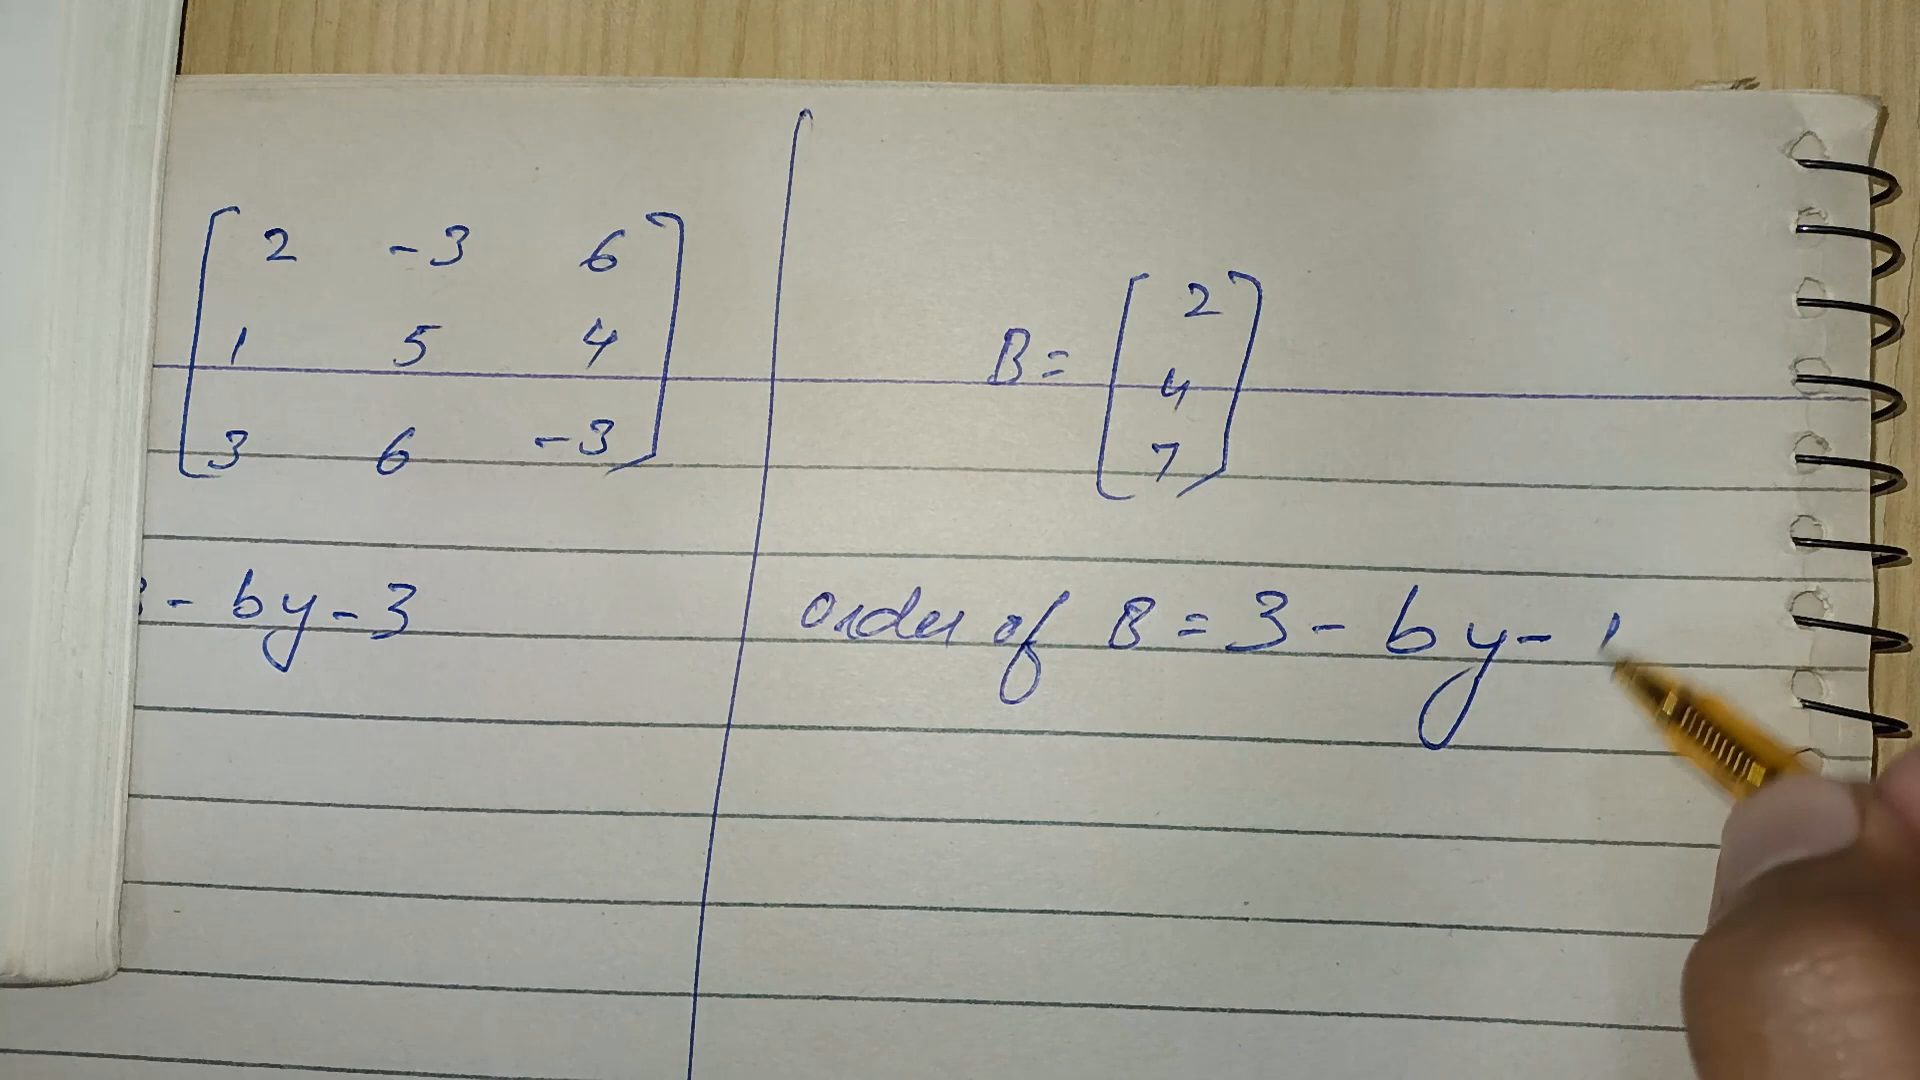 2 -3 6
1 5 4
3 6 -3
- by - 3
B = 2
4
7
order of B = 3 - by - 1